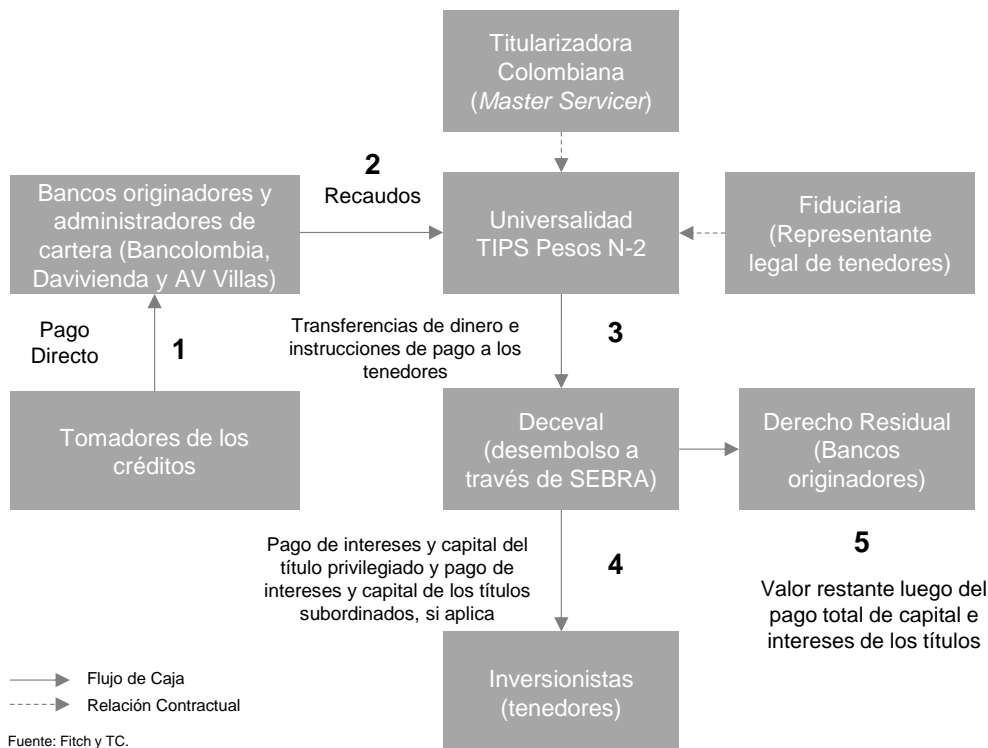 Titularizadora
Colombiana
(Master Servicer)
2
Recaudos
Bancos originadores y
administradores de
cartera (Bancolombia,
Davivienda y AV Villas)
Universalidad
TIPS Pesos N-2
Fiduciaria
(Representante
legal de tenedores)
Pago
Directo
1
Transferencias de dinero e
instrucciones de pago a los
tenedores
3
Tomadores de los
créditos
Deceval
(desembolso a
través de SEBRA)
Derecho Residual
(Bancos
originadores)
Pago de intereses y capital del
título privilegiado y pago de
intereses y capital de los títulos
subordinados, si aplica
4
5
Valor restante luego del
pago total de capital e
intereses de los títulos
Inversionistas
(tenedores)
Flujo de Caja
Relación Contractual
Fuente: Fitch y TC.